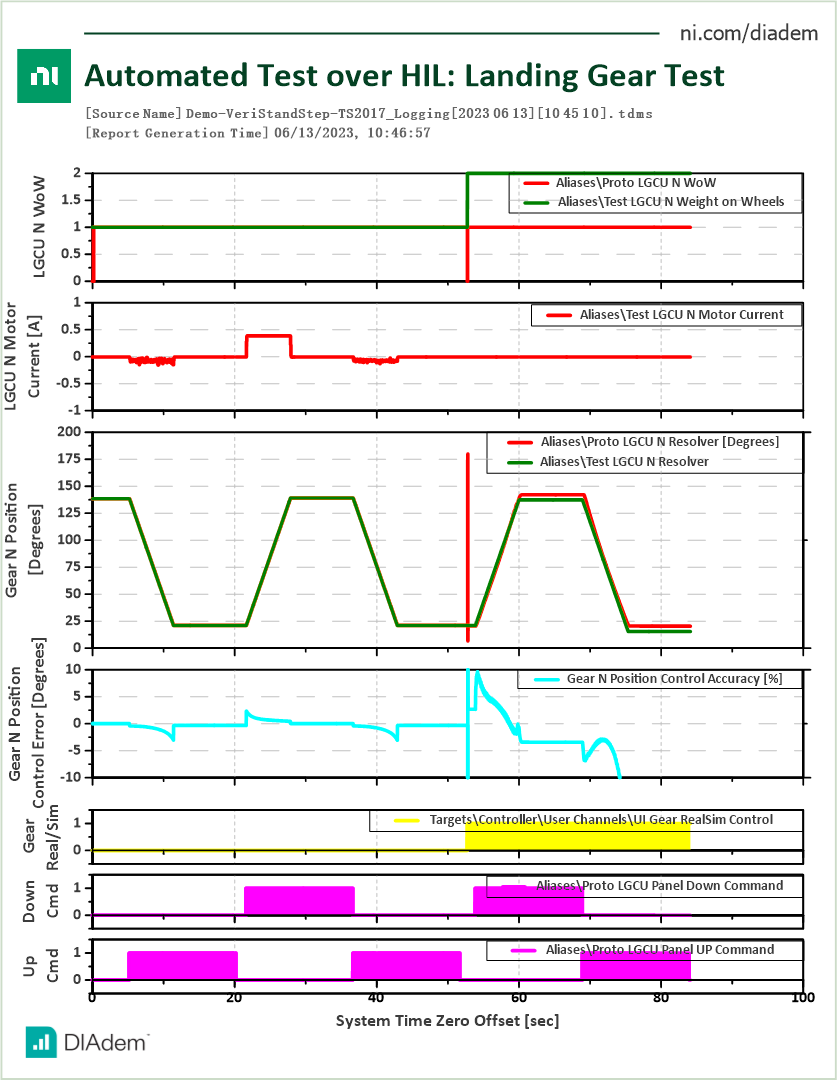 ni.com/diadem
ni
Automated Test over HIL: Landing Gear Test
[Source Name] Demo-VeriStandStep-TS2017_Logging[2023 06 13][10 45 10].tdms
[Report Generation Time] 06/13/2023, 10:46:57
LGCU N WoW
2
1.5
1
0.5
0
Aliases\Proto LGCU N WoW
Aliases\Test LGCU N Weight on Wheels
LGCU N Motor
Current [A]
1
0.5
0
-0.5
-1
Aliases\Test LGCU N Motor Current
Gear N Position
[Degrees]
200
175
150
125
100
75
50
25
0
Aliases\Proto LGCU N Resolver [Degrees]
Aliases\Test LGCU N Resolver
Gear N Position
Control Error [Degrees]
10
5
0
-5
-10
Gear N Position Control Accuracy [%]
Gear
Real/Sim
1
0
Targets\Controller\User Channels\UI Gear RealSim Control
Down
Cmd
1
0
Aliases\Proto LGCU Panel Down Command
Up
Cmd
1
0
Aliases\Proto LGCU Panel UP Command
0 20 40 60 80 100
System Time Zero Offset [sec]
DIAdem™